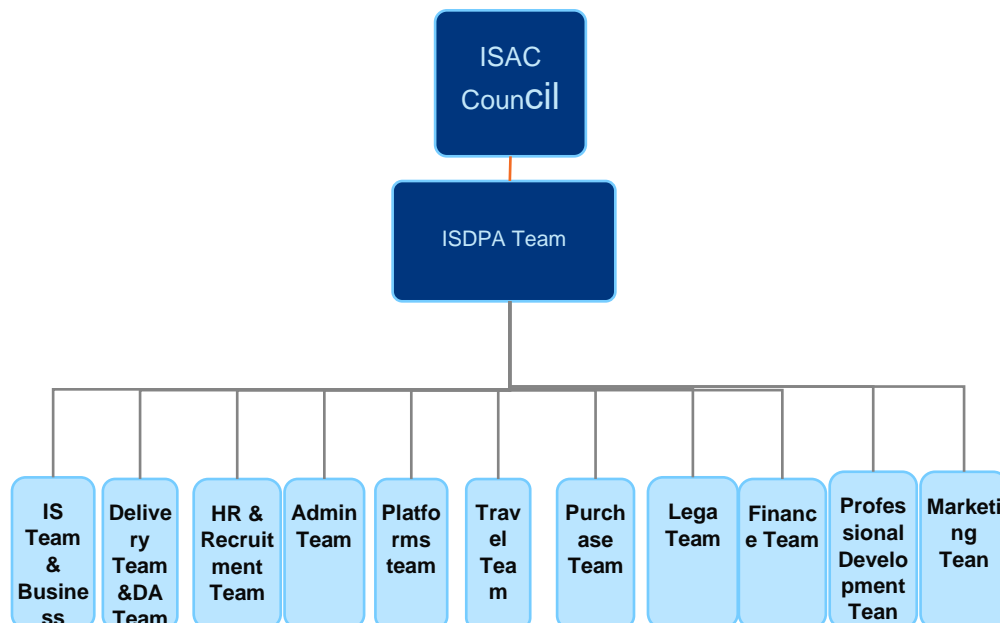 ISAC
Council
ISDPA Team
IS
Team
&
Busine
ss
Delive
ry
Team
&DA
Team
HR &
Recruit
ment
Team
Admin
Team
Platfo
rms
team
Trav
el
Tea
m
Purch
ase
Team
Lega
Team
Financ
e Team
Profes
sional
Develo
pment
Tean
Marketi
ng
Tean